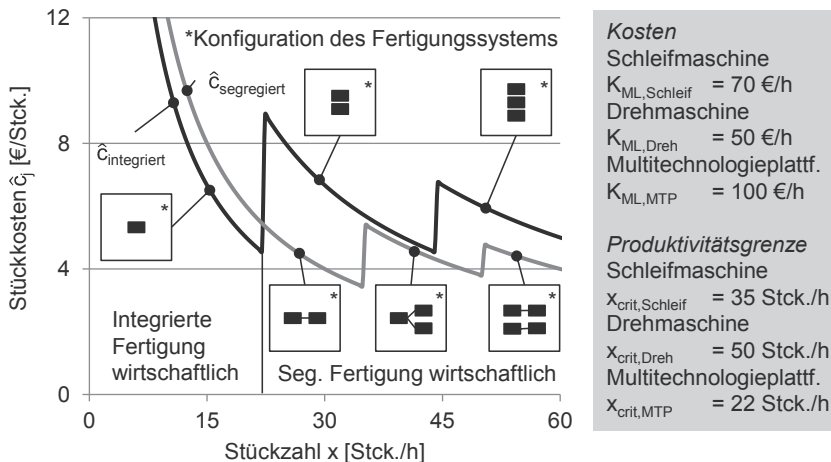 12
*Konfiguration des Fertigungssystems
ĉsegregiert
*
*
8
ĉintegriert
*
4
*
*
*
Integrierte
Fertigung
wirtschaftlich
Seg. Fertigung wirtschaftlich
0
0 15 30 45 60
Stückzahl x [Stck./h]
Stückkosten ĉj [€/Stck.]
Kosten
Schleifmaschine
KML,Schleif = 70 €/h
Drehmaschine
KML,Dreh = 50 €/h
Multitechnologieplattf.
KML,MTP = 100 €/h
Produktivitätsgrenze
Schleifmaschine
xcrit,Schleif = 35 Stck./h
Drehmaschine
xcrit,Dreh = 50 Stck./h
Multitechnologieplattf.
xcrit,MTP = 22 Stck./h